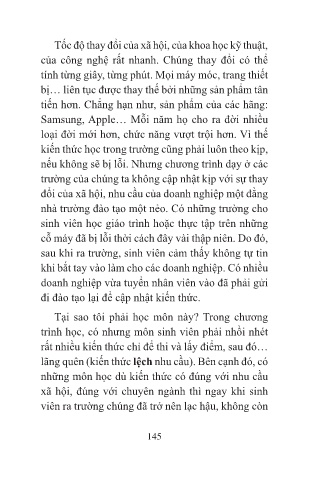 Tốc độ thay đổi của xã hội, của khoa học kỹ thuật,
của công nghệ rất nhanh. Chúng thay đổi có thể
tính từng giây, từng phút. Mọi máy móc, trang thiết
bị… liên tục được thay thế bởi những sản phẩm tân
tiến hơn. Chẳng hạn như, sản phẩm của các hãng:
Samsung, Apple… Mỗi năm họ cho ra đời nhiều
loại đời mới hơn, chức năng vượt trội hơn. Vì thế
kiến thức học trong trường cũng phải luôn theo kịp,
nếu không sẽ bị lỗi. Nhưng chương trình dạy ở các
trường của chúng ta không cập nhật kịp với sự thay
đổi của xã hội, nhu cầu của doanh nghiệp một đằng
nhà trường đào tạo một nẻo. Có những trường cho
sinh viên học giáo trình hoặc thực tập trên những
cỗ máy đã bị lỗi thời cách đây vài thập niên. Do đó,
sau khi ra trường, sinh viên cảm thấy không tự tin
khi bắt tay vào làm cho các doanh nghiệp. Có nhiều
doanh nghiệp vừa tuyển nhân viên vào đã phải gửi
đi đào tạo lại để cập nhật kiến thức.
Tại sao tôi phải học môn này? Trong chương
trình học, có nhưng môn sinh viên phải nhồi nhét
rất nhiều kiến thức chỉ để thi và lấy điểm, sau đó…
lãng quên (kiến thức lệch nhu cầu). Bên cạnh đó, có
những môn học dù kiến thức có đúng với nhu cầu
xã hội, đúng với chuyên ngành thì ngay khi sinh
viên ra trường chúng đã trở nên lạc hậu, không còn
145